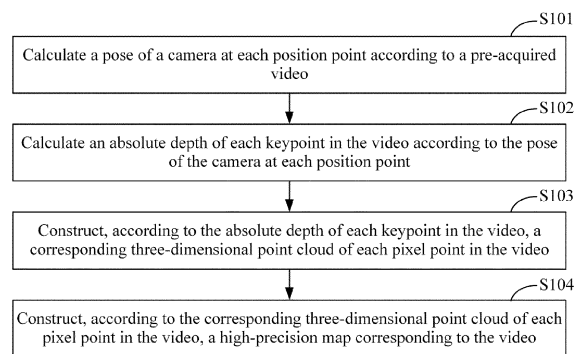 S101
Calculate a pose of a camera at each position point according to a pre-acquired
video
S102
Calculate an absolute depth of each keypoint in the video according to the pose
of the camera at each position point
S103
Construct, according to the absolute depth of each keypoint in the video, a
corresponding three-dimensional point cloud of each pixel point in the video
S104
Construct, according to the corresponding three-dimensional point cloud of each
pixel point in the video, a high-precision map corresponding to the video